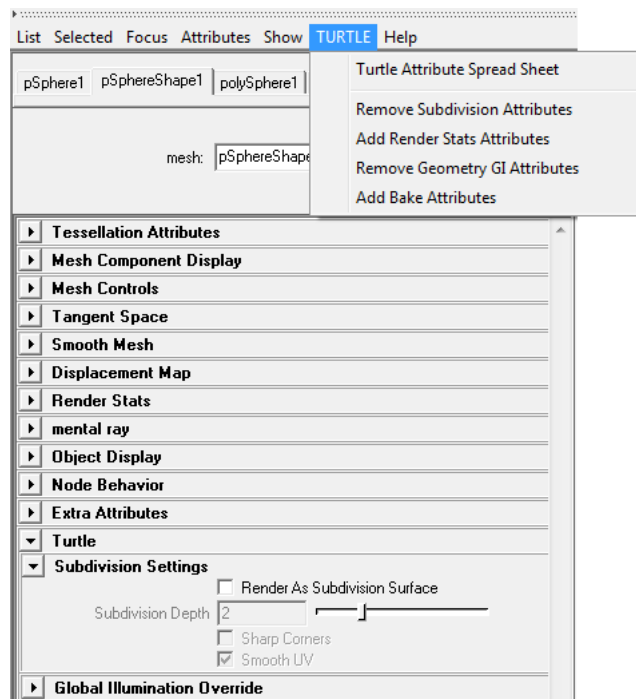 List Selected Focus Attributes Show TURTLE Help
Turtle Attribute Spread Sheet
Remove Subdivision Attributes
Add Render Stats Attributes
Remove Geometry GI Attributes
Add Bake Attributes
pSphere1 pSphereShape1 polySphere1
mesh: pSphereShape
Tessellation Attributes
Mesh Component Display
Mesh Controls
Tangent Space
Smooth Mesh
Displacement Map
Render Stats
mental ray
Object Display
Node Behavior
Extra Attributes
Turtle
Subdivision Settings
Render As Subdivision Surface
Subdivision Depth 2
Sharp Corners
Smooth UV
Global Illumination Override